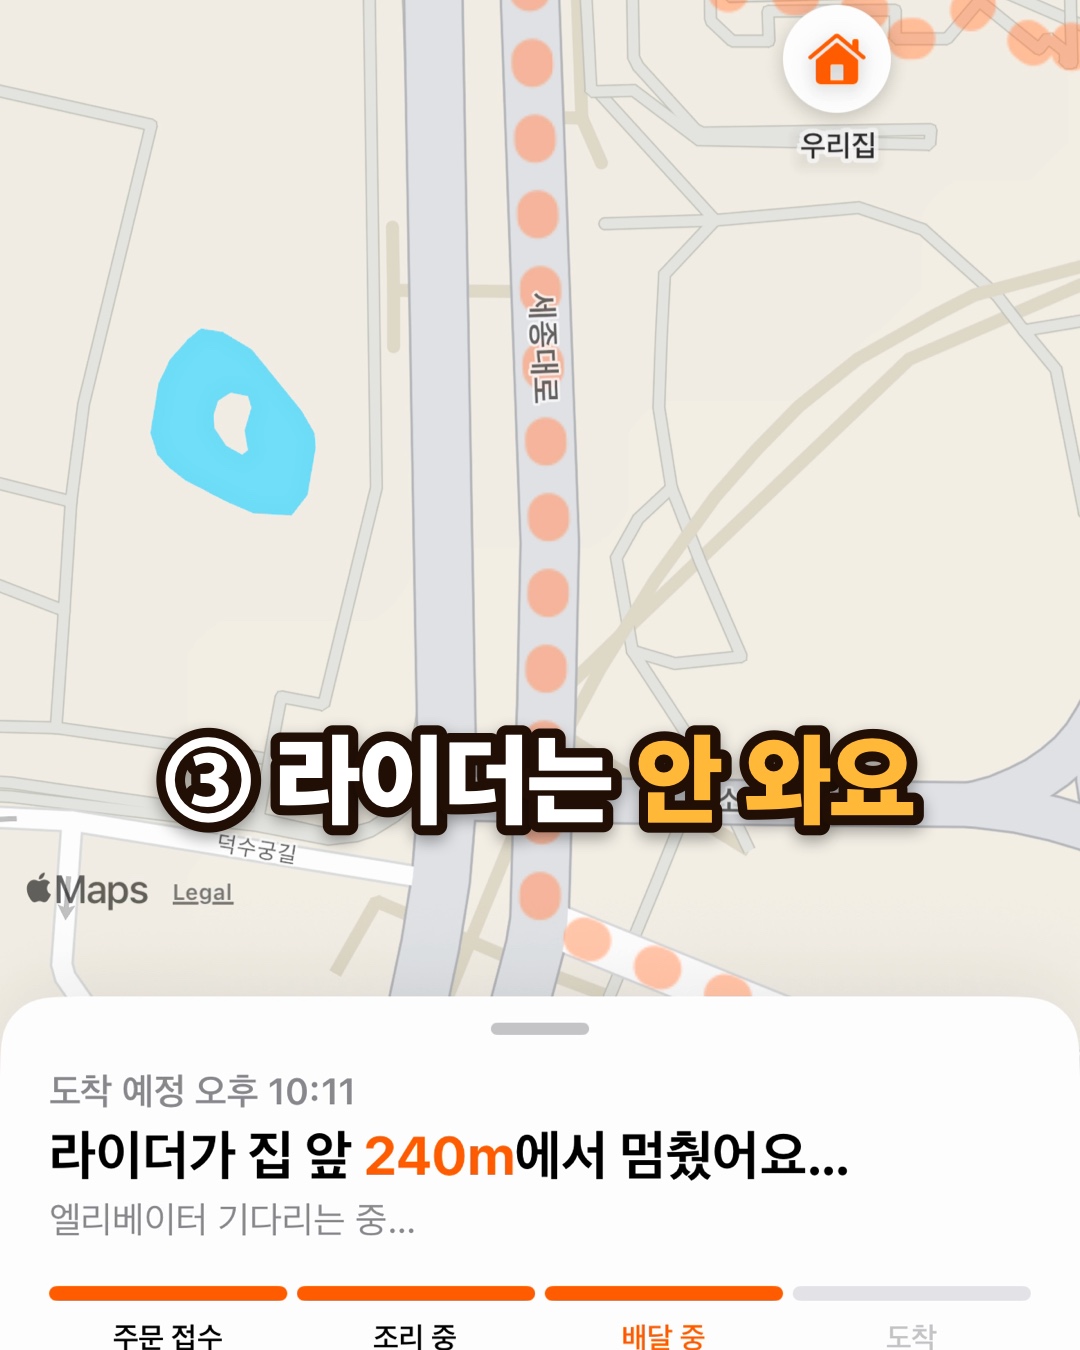 우리집
세종대로
③ 라이더는 안 와요
덕수궁길
Maps Legal
도착 예정 오후 10:11
라이더가 집 앞 240m에서 멈췄어요...
엘리베이터 기다리는 중...
주문 접수 조리 중 배달 중 도착